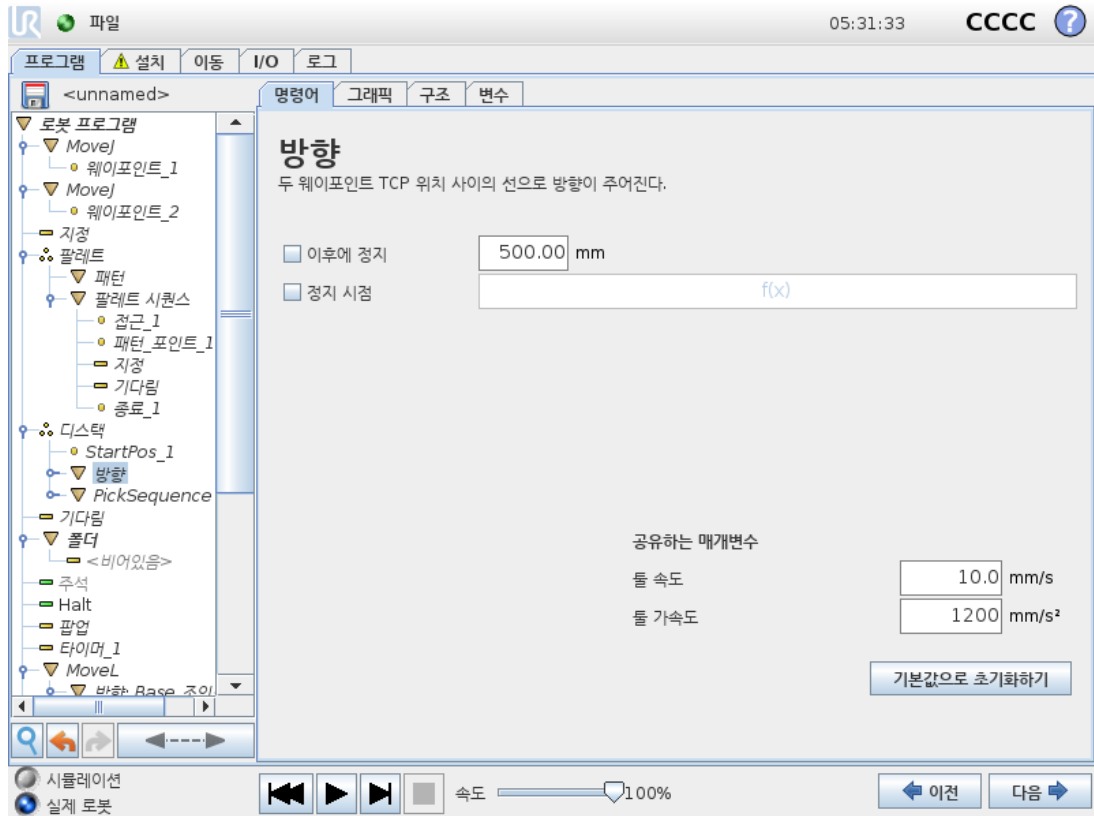 UR 파일 05:31:33 CCCC ?
프로그램 설치 이동 I/O 로그
<unnamed>
명령어 그래픽 구조 변수
로봇 프로그램
MoveJ
웨이포인트_1
MoveJ
웨이포인트_2
지정
팔레트
패턴
팔레트 시퀀스
접근_1
패턴_포인트_1
지정
기다림
종료_1
디스택
StartPos_1
방향
PickSequence
기다림
폴더
<비어있음>
주석
Halt
팝업
타이머_1
MoveL
방향: Base 조인
방향
두 웨이포인트 TCP 위치 사이의 선으로 방향이 주어진다.
이후에 정지 500.00 mm
정지 시점 f(x)
공유하는 매개변수
툴 속도 10.0 mm/s
툴 가속도 1200 mm/s²
기본값으로 초기화하기
시뮬레이션
실제 로봇
속도 100%
이전 다음